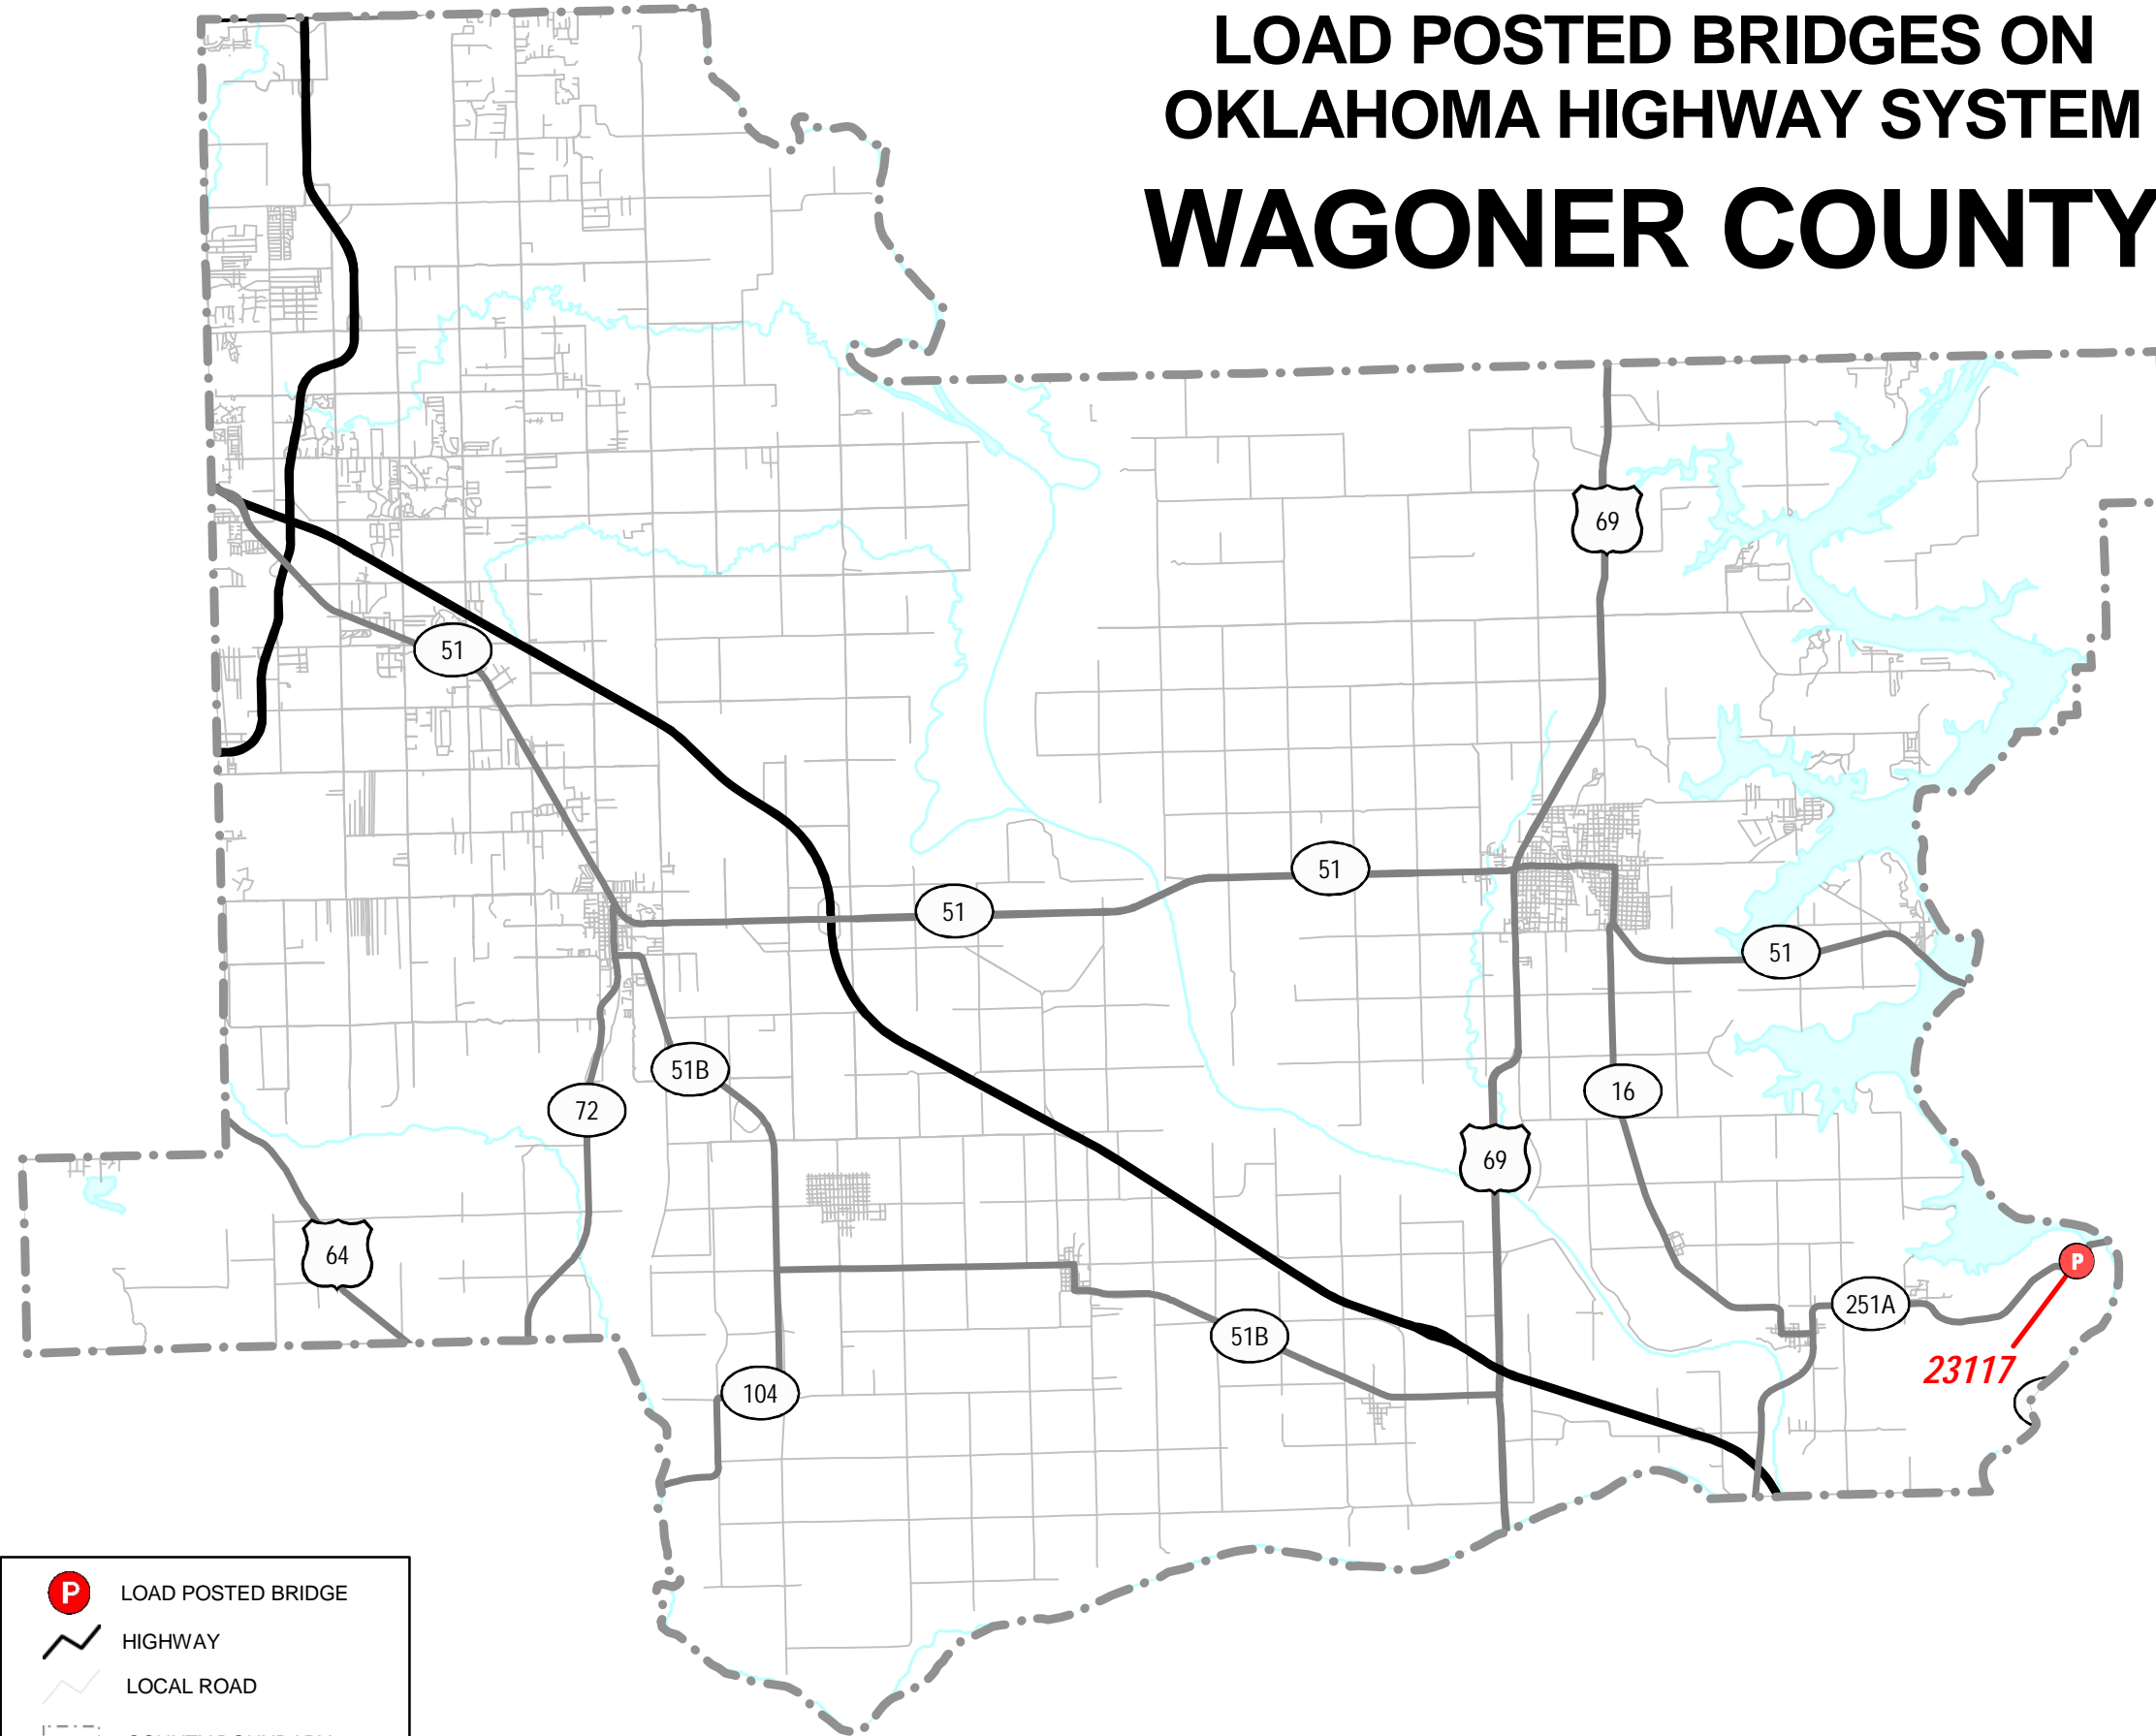 LOAD POSTED BRIDGES ON
OKLAHOMA HIGHWAY SYSTEM
WAGONER COUNTY
69
51
51
51
51
51B
16
72
69
64
P
251A
51B
23117
104
P LOAD POSTED BRIDGE
HIGHWAY
LOCAL ROAD